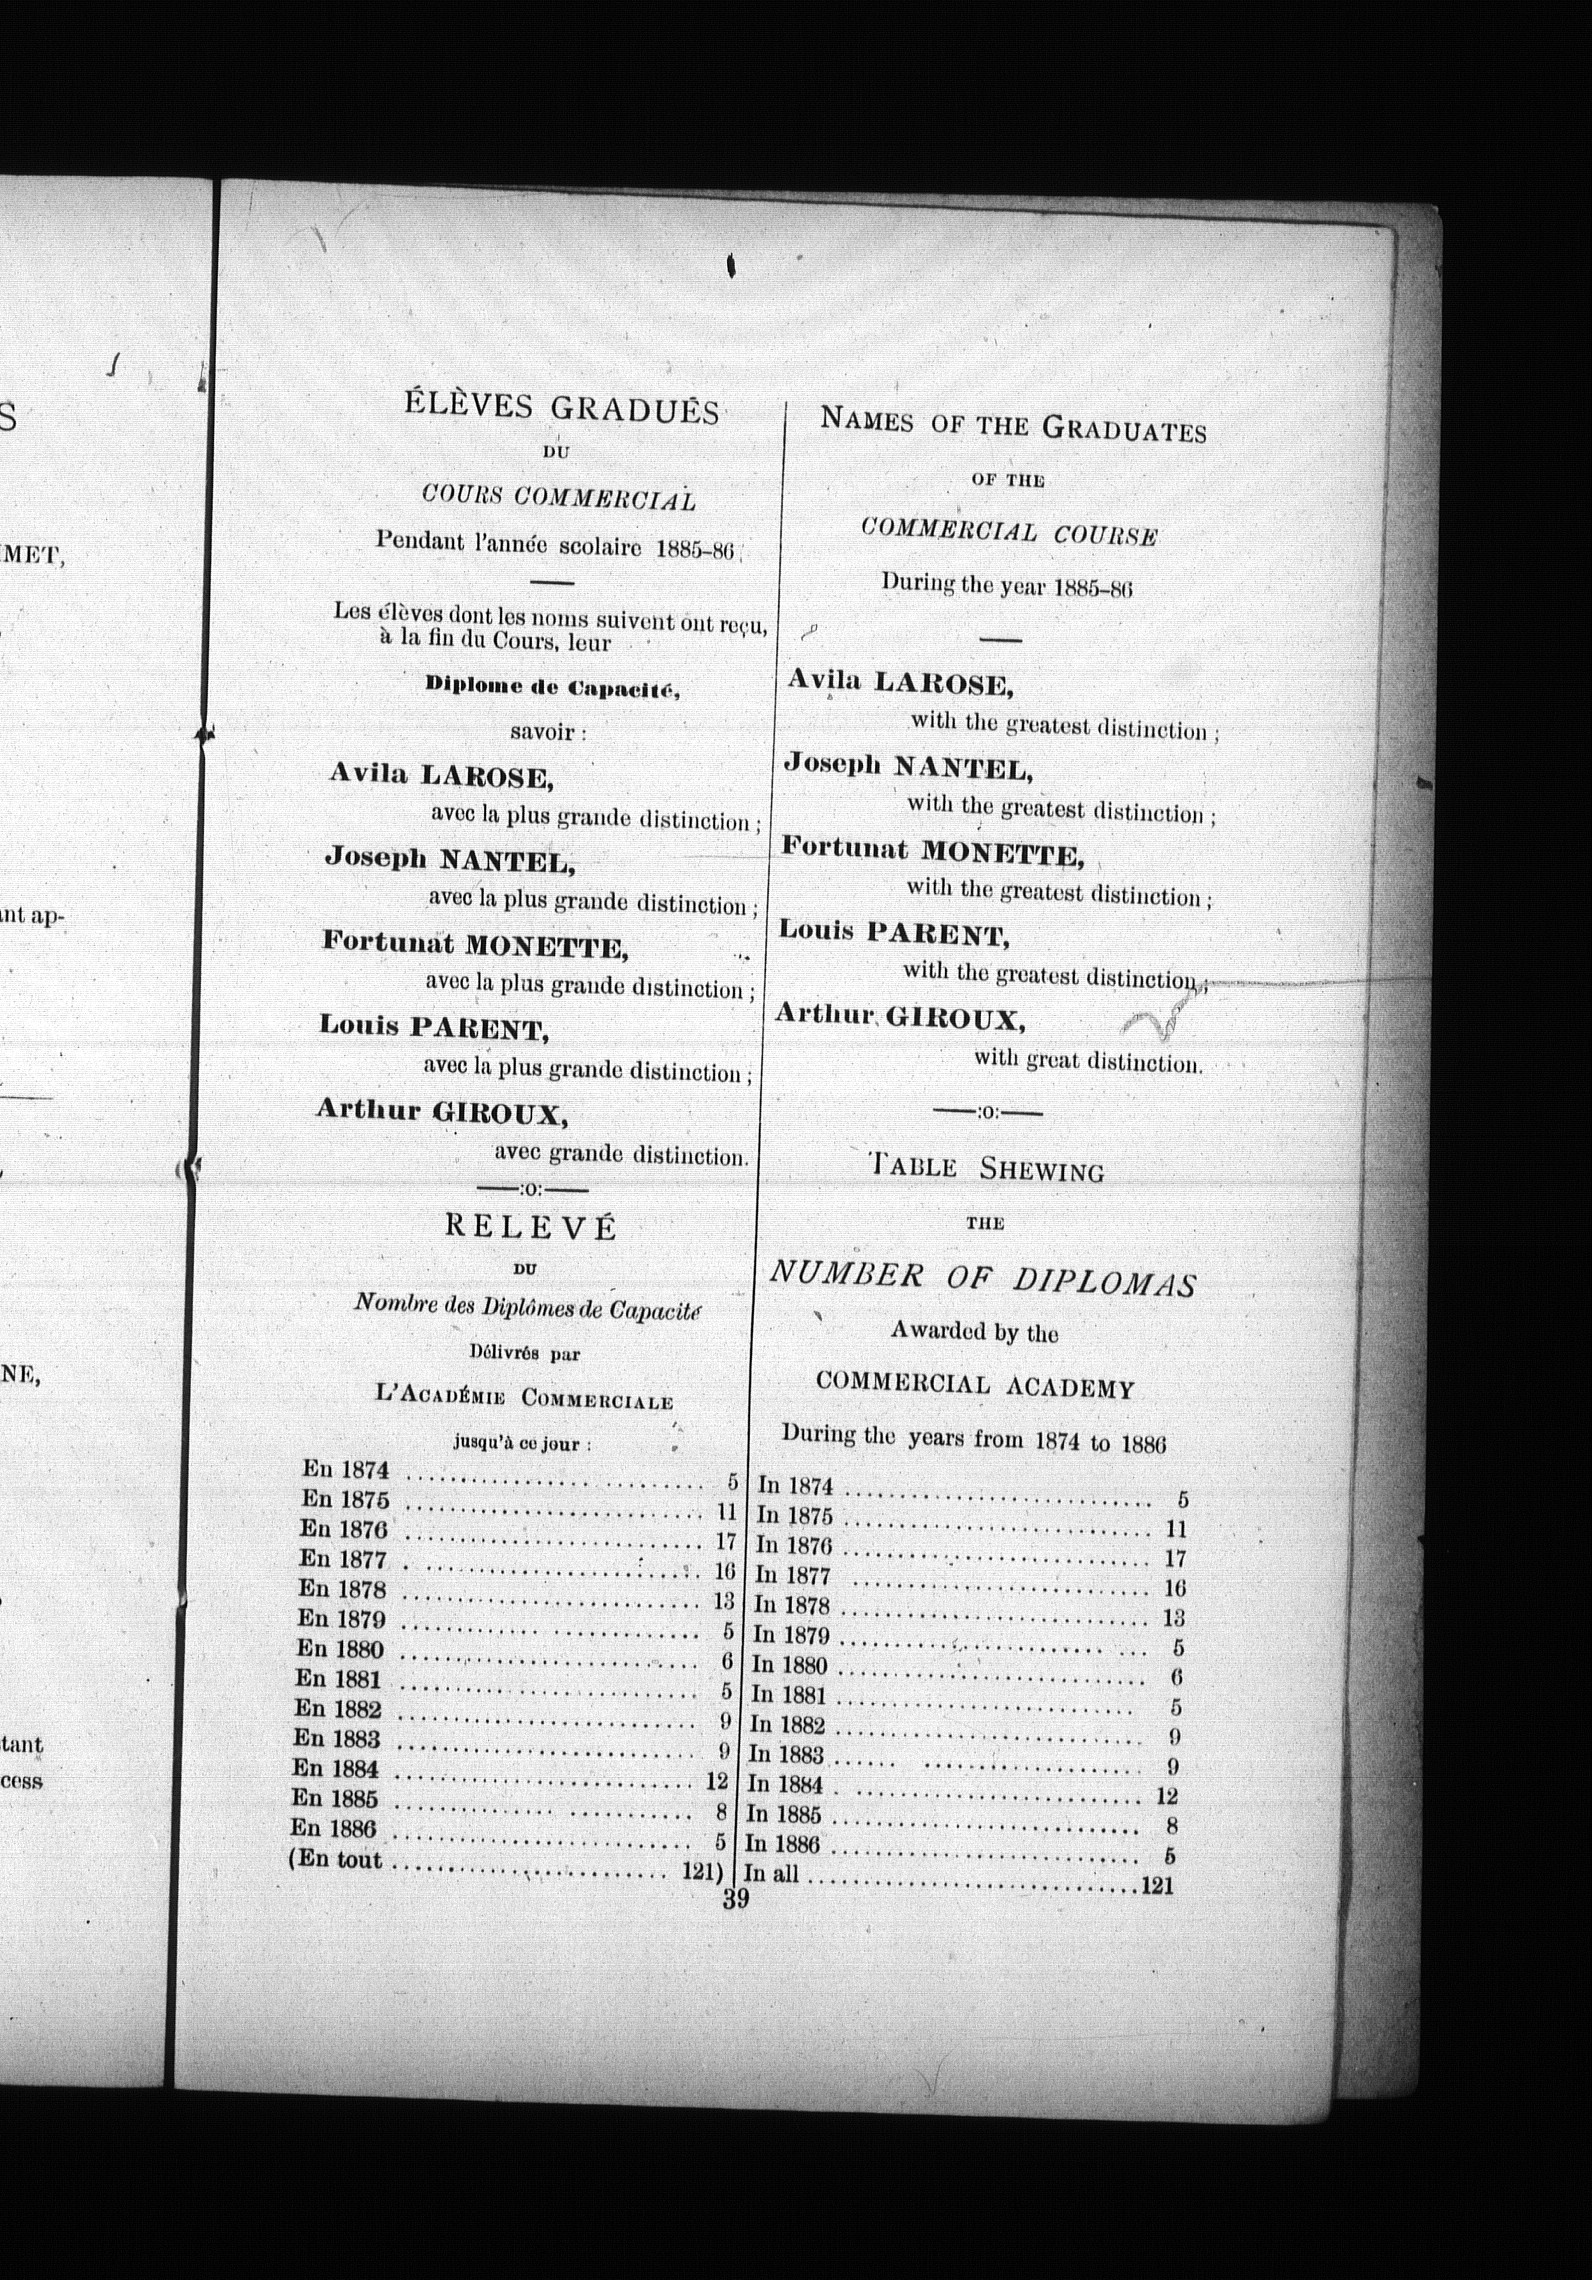 S
MET,
nt ap-
NE,
tant
cess
ÉLÈVES GRADUÉS
DU
COURS COMMERCIAL
Pendant l'année scolaire 1885-86
Les élèves dont les noms suivent ont reçu,
à la fin du Cours, leur
Diplome de Capacité,
savoir :
Avila LAROSE,
avec la plus grande distinction ;
Joseph NANTEL,
avec la plus grande distinction ;
Fortunat MONETTE,
avec la plus grande distinction ;
Louis PARENT,
avec la plus grande distinction ;
Arthur GIROUX,
avec grande distinction.
——:o:——
RELEVÉ
DU
Nombre des Diplômes de Capacité
Délivrés par
L'ACADÉMIE COMMERCIALE
jusqu'à ce jour :
En 1874 .............................. 5
En 1875 .............................. 11
En 1876 .............................. 17
En 1877 .............................. 16
En 1878 .............................. 13
En 1879 .............................. 5
En 1880 .............................. 6
En 1881 .............................. 5
En 1882 .............................. 9
En 1883 .............................. 9
En 1884 .............................. 12
En 1885 .............................. 8
En 1886 .............................. 5
(En tout .............................. 121)
NAMES OF THE GRADUATES
OF THE
COMMERCIAL COURSE
During the year 1885-86
Avila LAROSE,
with the greatest distinction ;
Joseph NANTEL,
with the greatest distinction ;
Fortunat MONETTE,
with the greatest distinction ;
Louis PARENT,
with the greatest distinction ;
Arthur GIROUX,
with great distinction.
——:o:——
TABLE SHEWING
THE
NUMBER OF DIPLOMAS
Awarded by the
COMMERCIAL ACADEMY
During the years from 1874 to 1886
In 1874 .............................. 5
In 1875 .............................. 11
In 1876 .............................. 17
In 1877 .............................. 16
In 1878 .............................. 13
In 1879 .............................. 5
In 1880 .............................. 6
In 1881 .............................. 5
In 1882 .............................. 9
In 1883 .............................. 9
In 1884 .............................. 12
In 1885 .............................. 8
In 1886 .............................. 5
In all .............................. 121
39